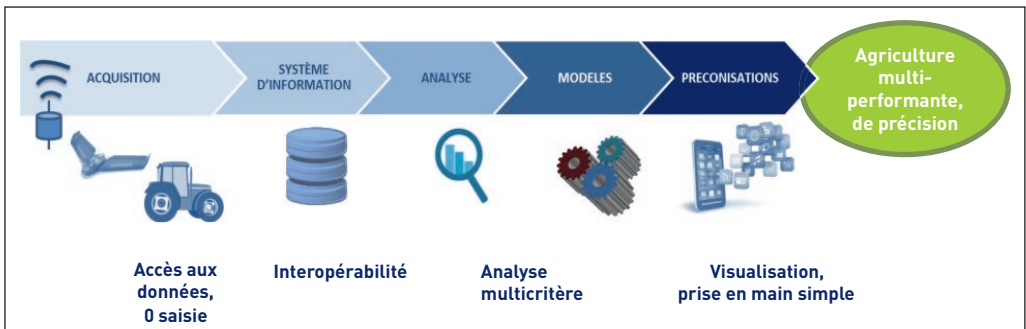 ACQUISITION
SYSTÈME
D'INFORMATION
ANALYSE
MODELES
PRECONISATIONS
Agriculture
multi-
performante,
de précision
Accès aux
données,
0 saisie
Interopérabilité
Analyse
multicritère
Visualisation,
prise en main simple